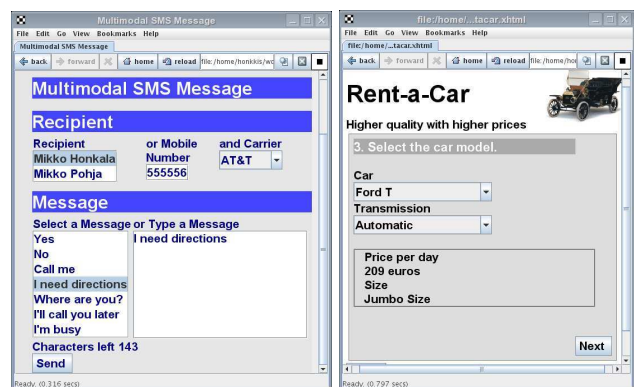 Multimodal SMS Message
File Edit Go View Bookmarks Help
Multimodal SMS Message
back forward home reload file:/home/honkkis/wo
Multimodal SMS Message
Recipient
Recipient or Mobile Number and Carrier
Mikko Honkala
Mikko Pohja 555556 AT&T
Message
Select a Message or Type a Message
Yes I need directions
No
Call me
I need directions
Where are you?
I'll call you later
I'm busy
Characters left 143
Send
Ready. (0.316 secs)
file:/home/...tacar.xhtml
File Edit Go View Bookmarks Help
file:/home/...tacar.xhtml
back forward home reload file:/home/hor
Rent-a-Car
Higher quality with higher prices
3. Select the car model.
Car
Ford T
Transmission
Automatic
Price per day
209 euros
Size
Jumbo Size
Next
Ready. (0.797 secs)